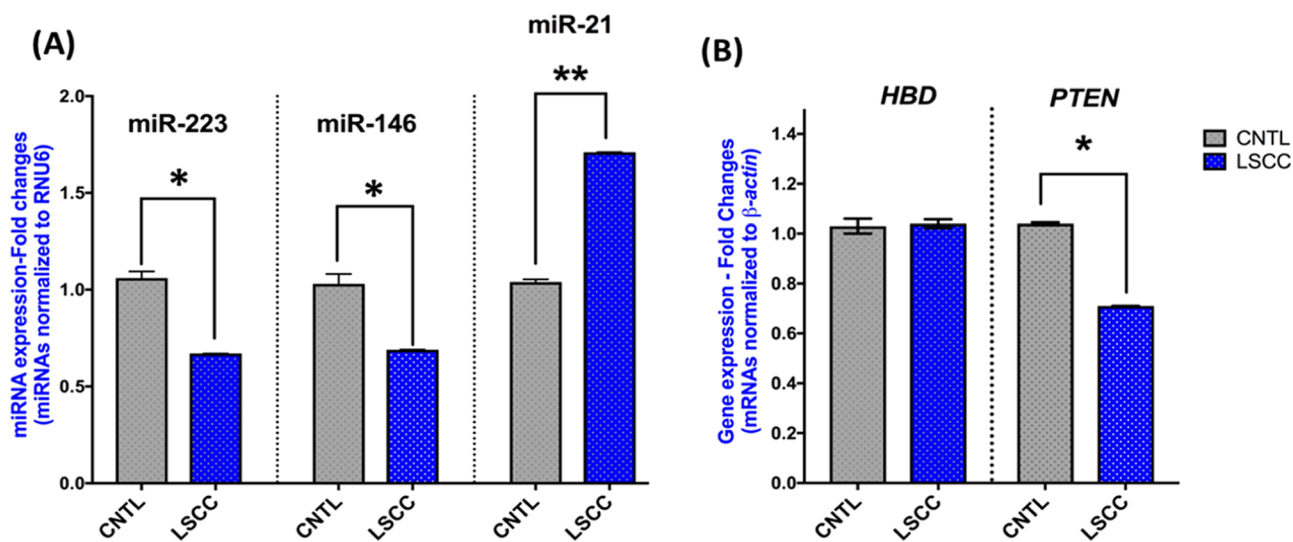 (A)
miR-223
miR-146
miR-21
*
*
**
miRNA expression-Fold changes
(miRNAs normalized to RNU6)
2.0
1.5
1.0
0.5
0.0
CNTL
LSCC
CNTL
LSCC
CNTL
LSCC
(B)
HBD
PTEN
*
Gene expression - Fold Changes
(mRNAs normalized to β-actin)
1.4
1.2
1.0
0.8
0.6
0.4
0.2
0.0
CNTL
LSCC
CNTL
LSCC
CNTL
LSCC